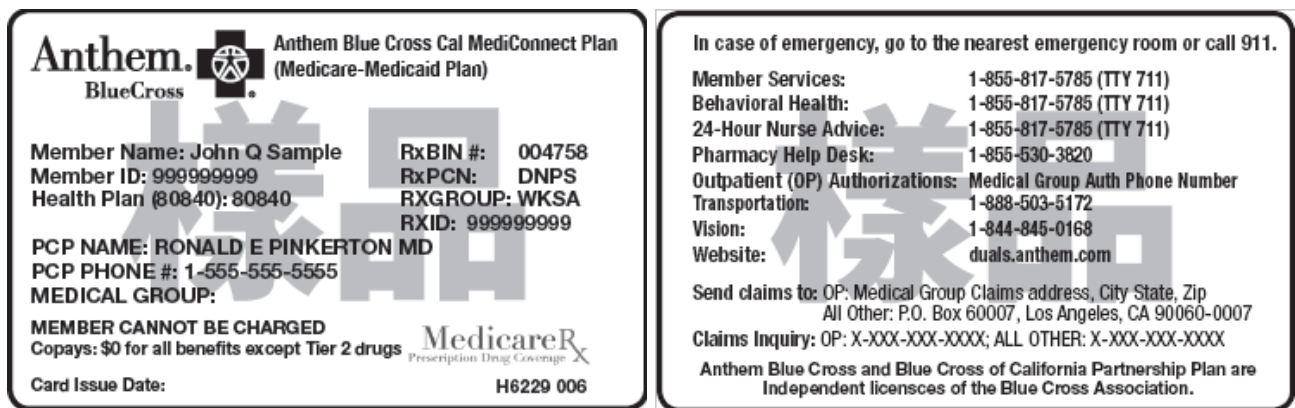 Anthem.
BlueCross
Anthem Blue Cross Cal MediConnect Plan
(Medicare-Medicaid Plan)
樣品
Member Name: John Q Sample
Member ID: 999999999
Health Plan (80840): 80840
RxBIN #: 004758
RxPCN: DNPS
RXGROUP: WKSA
RXID: 999999999
PCP NAME: RONALD E PINKERTON MD
PCP PHONE #: 1-555-555-5555
MEDICAL GROUP:
MEMBER CANNOT BE CHARGED
Copays: $0 for all benefits except Tier 2 drugs
MedicareRx
Prescription Drug Coverage
Card Issue Date:
H6229 006
In case of emergency, go to the nearest emergency room or call 911.
樣品
Member Services: 1-855-817-5785 (TTY 711)
Behavioral Health: 1-855-817-5785 (TTY 711)
24-Hour Nurse Advice: 1-855-817-5785 (TTY 711)
Pharmacy Help Desk: 1-855-530-3820
Outpatient (OP) Authorizations: Medical Group Auth Phone Number
Transportation: 1-888-503-5172
Vision: 1-844-845-0168
Website: duals.anthem.com
Send claims to: OP: Medical Group Claims address, City State, Zip
All Other: P.O. Box 60007, Los Angeles, CA 90060-0007
Claims Inquiry: OP: X-XXX-XXX-XXXX; ALL OTHER: X-XXX-XXX-XXXX
Anthem Blue Cross and Blue Cross of California Partnership Plan are
Independent licensces of the Blue Cross Association.